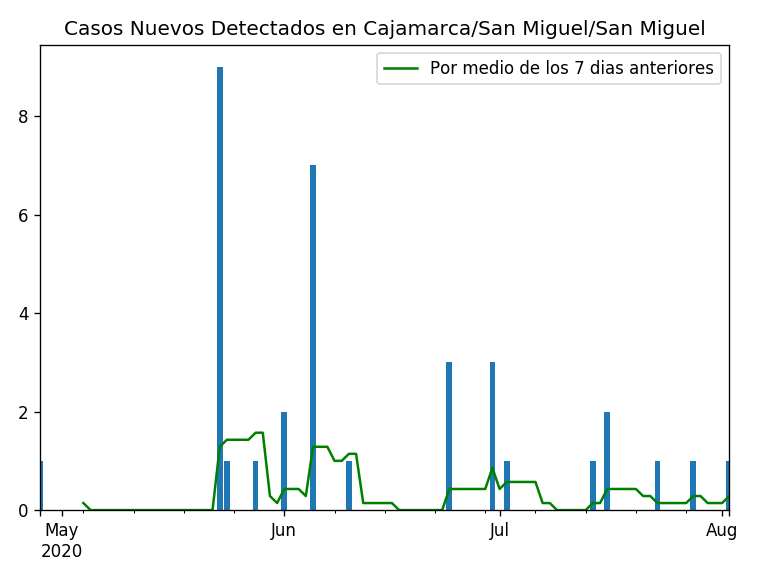 Casos Nuevos Detectados en Cajamarca/San Miguel/San Miguel
Por medio de los 7 dias anteriores
8
6
4
2
0
May Jun Jul Aug
2020